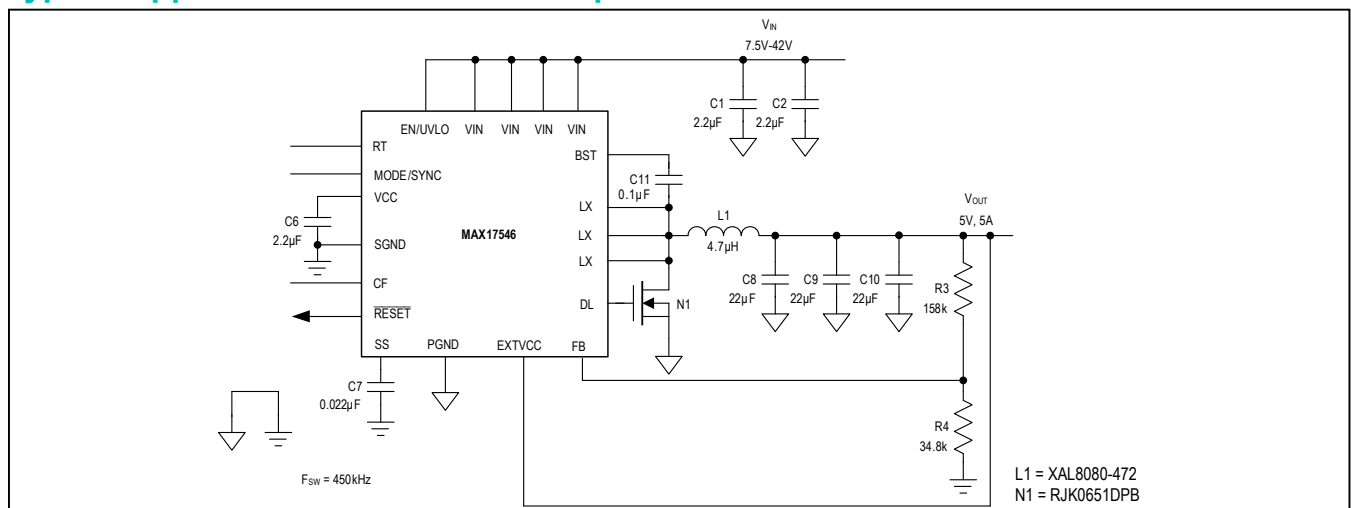 VIN
7.5V-42V
C1
2.2µF
C2
2.2µF
EN/UVLO
VIN
VIN
VIN
VIN
RT
MODE/SYNC
VCC
SGND
CF
RESET
SS
PGND
EXTVCC
FB
BST
LX
LX
LX
DL
MAX17546
C6
2.2µF
C11
0.1µF
L1
4.7µH
VOUT
5V, 5A
C8
22µF
C9
22µF
C10
22µF
R3
158k
N1
C7
0.022µF
R4
34.8k
FSW = 450kHz
L1 = XAL8080-472
N1 = RJK0651DPB